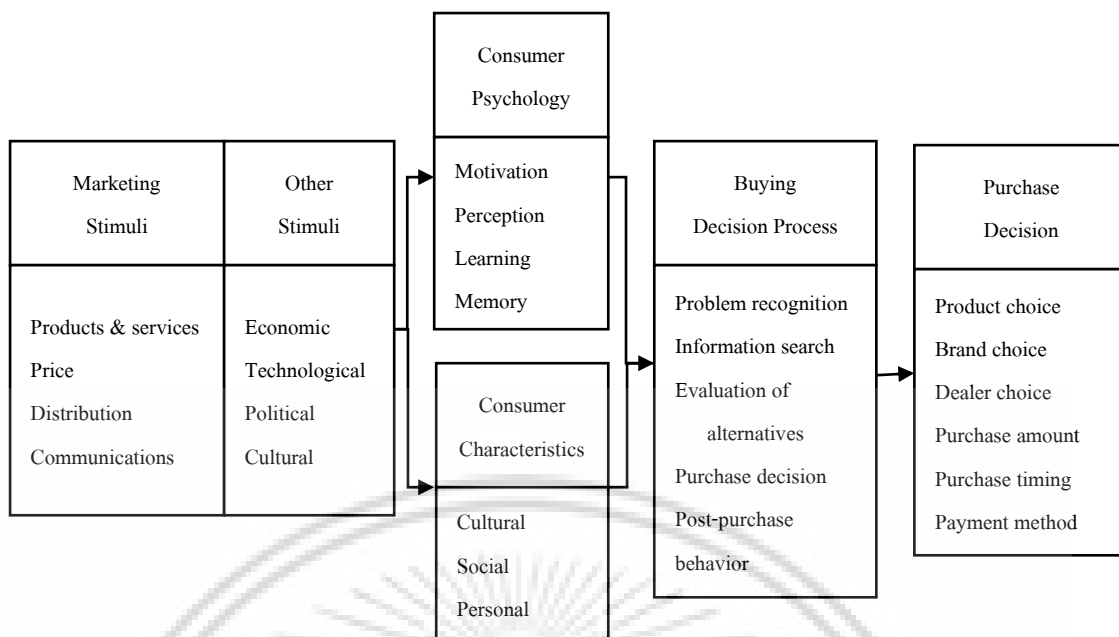 Marketing
Stimuli
Products & services
Price
Distribution
Communications
Other
Stimuli
Economic
Technological
Political
Cultural
Consumer
Psychology
Motivation
Perception
Learning
Memory
Consumer
Characteristics
Cultural
Social
Personal
Buying
Decision Process
Problem recognition
Information search
Evaluation of
alternatives
Purchase decision
Post-purchase
behavior
Purchase
Decision
Product choice
Brand choice
Dealer choice
Purchase amount
Purchase timing
Payment method